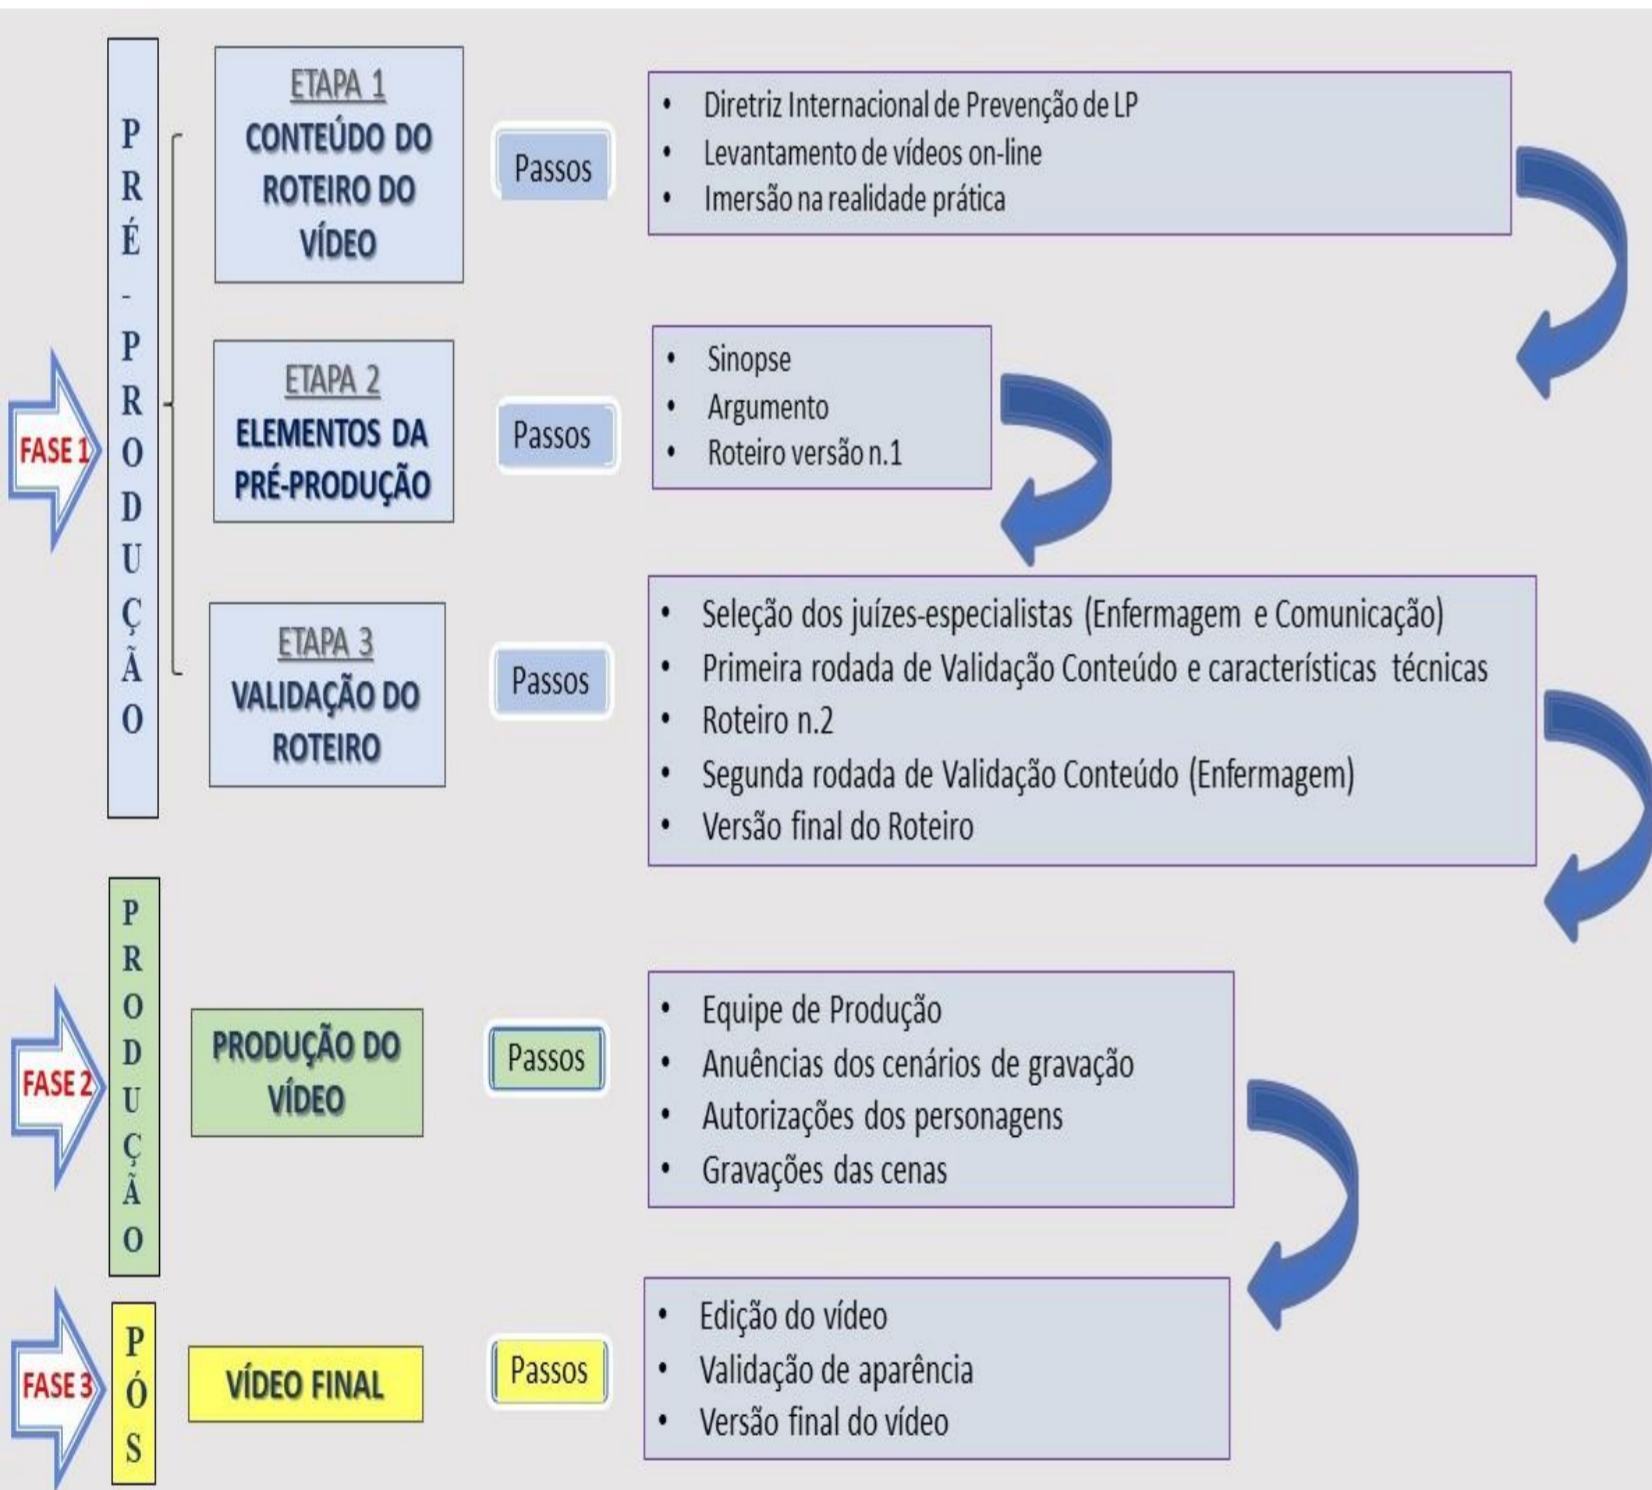 FASE 1
PRÉ-PRODUÇÃO
ETAPA 1
CONTEÚDO DO
ROTEIRO DO
VÍDEO
Passos
• Diretriz Internacional de Prevenção de LP
• Levantamento de vídeos on-line
• Imersão na realidade prática
ETAPA 2
ELEMENTOS DA
PRÉ-PRODUÇÃO
Passos
• Sinopse
• Argumento
• Roteiro versão n.1
ETAPA 3
VALIDAÇÃO DO
ROTEIRO
Passos
• Seleção dos juízes-especialistas (Enfermagem e Comunicação)
• Primeira rodada de Validação Conteúdo e características técnicas
• Roteiro n.2
• Segunda rodada de Validação Conteúdo (Enfermagem)
• Versão final do Roteiro
FASE 2
PRODUÇÃO
PRODUÇÃO DO
VÍDEO
Passos
• Equipe de Produção
• Anuências dos cenários de gravação
• Autorizações dos personagens
• Gravações das cenas
FASE 3
PÓS
VÍDEO FINAL
Passos
• Edição do vídeo
• Validação de aparência
• Versão final do vídeo